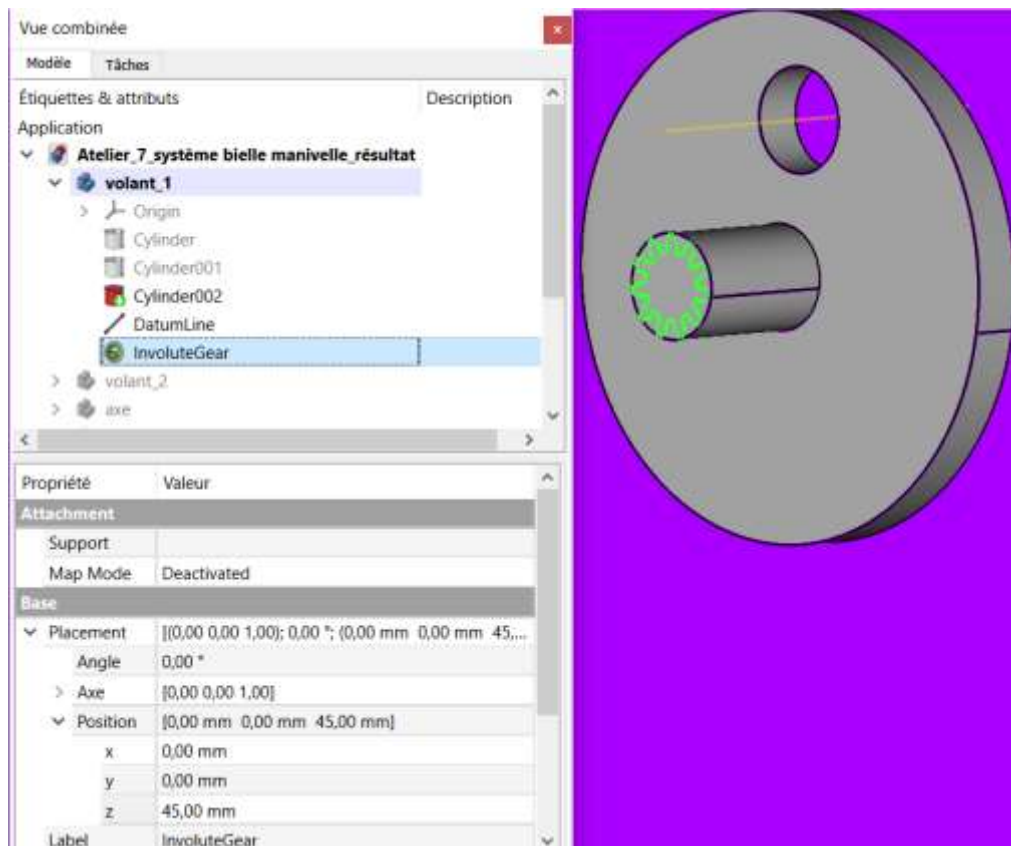 Vue combinée
x
Modèle Tâches
Étiquettes & attributs Description
Application
Atelier_7_système bielle manivelle_résultat
volant_1
Origin
Cylinder
Cylinder001
Cylinder002
DatumLine
InvoluteGear
volant_2
axe
Propriété Valeur
Attachment
Support
Map Mode Deactivated
Base
Placement [(0,00 0,00 1,00); 0,00 °; (0,00 mm 0,00 mm 45,...
Angle 0,00 °
Axe [0,00 0,00 1,00]
Position [0,00 mm 0,00 mm 45,00 mm]
x 0,00 mm
y 0,00 mm
z 45,00 mm
Label InvoluteGear